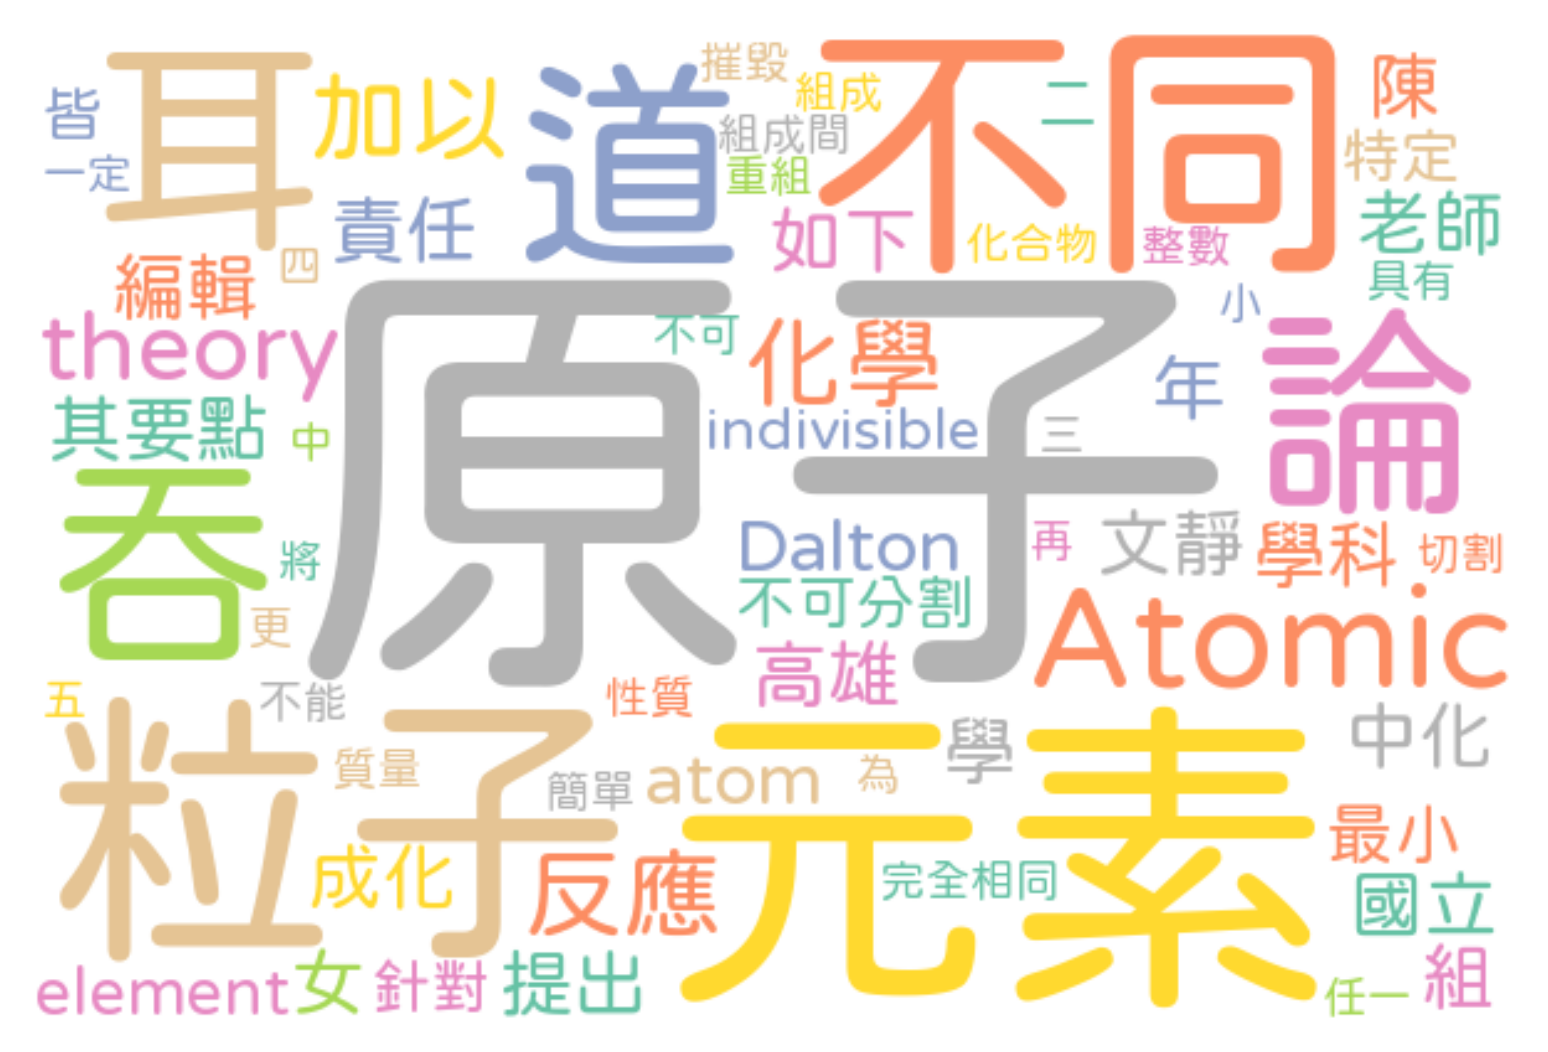 皆
一定
耳
加以
道
摧毀
組成
組成間
重組
不同
二
陳
特定
責任
如下
化合物
整數
老師
具有
編輯
四
小
theory
原子
不可
化學
年
論
其要點
中
indivisible
三
吞
將
Dalton
再
文靜
學科
切割
不可分割
更
高雄
Atomic
五
不能
性質
粒子
質量
簡單
atom
為
學
元素
中化
最小
成化
反應
完全相同
國立
element
女
針對
提出
任一
組